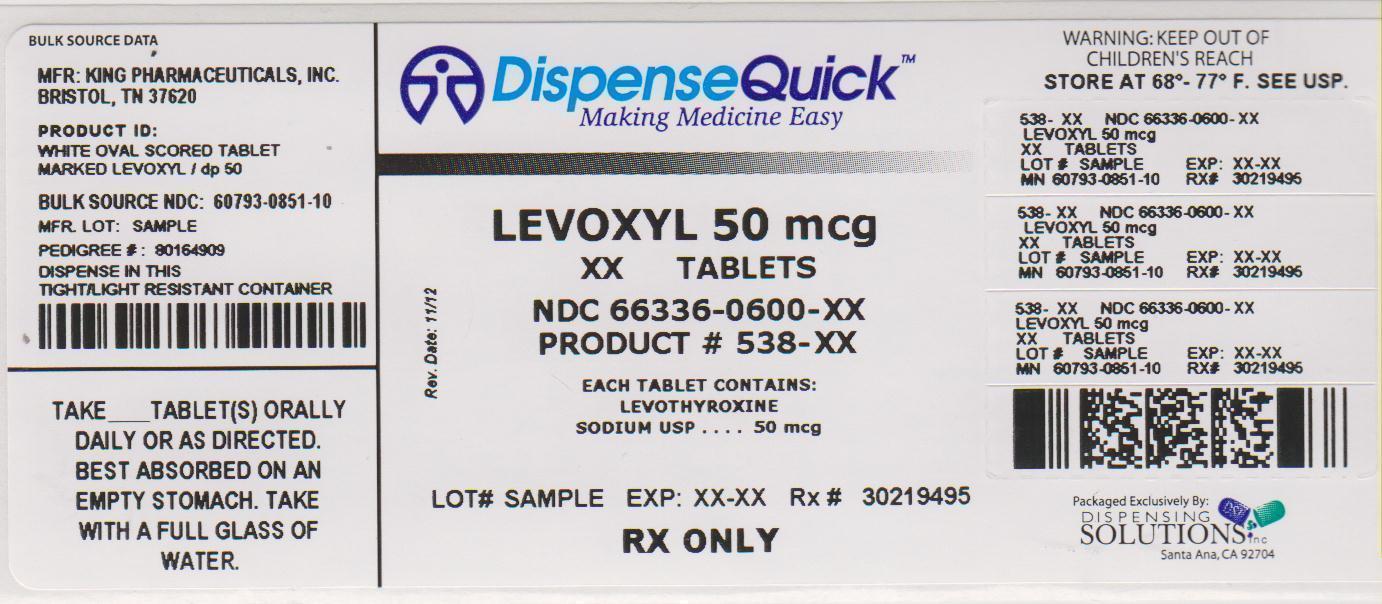 BULK SOURCE DATA
MFR: KING PHARMACEUTICALS, INC.
BRISTOL, TN 37620
PRODUCT ID:
WHITE OVAL SCORED TABLET
MARKED LEVOXYL / dp 50
BULK SOURCE NDC: 60793-0851-10
MFR. LOT: SAMPLE
PEDIGREE #: 80164909
DISPENSE IN THIS
TIGHT/LIGHT RESISTANT CONTAINER
TAKE___TABLET(S) ORALLY
DAILY OR AS DIRECTED.
BEST ABSORBED ON AN
EMPTY STOMACH. TAKE
WITH A FULL GLASS OF
WATER.
DispenseQuick™
Making Medicine Easy
LEVOXYL 50 mcg
XX TABLETS
NDC 66336-0600-XX
PRODUCT # 538-XX
Rev. Date: 11/12
EACH TABLET CONTAINS:
LEVOTHYROXINE
SODIUM USP .... 50 mcg
LOT# SAMPLE EXP: XX-XX Rx # 30219495
RX ONLY
WARNING: KEEP OUT OF
CHILDREN'S REACH
STORE AT 68°- 77° F. SEE USP.
538- XX NDC 66336-0600-XX
LEVOXYL 50 mcg
XX TABLETS
LOT # SAMPLE EXP: XX-XX
MN 60793-0851-10 RX# 30219495
538- XX NDC 66336-0600-XX
LEVOXYL 50 mcg
XX TABLETS
LOT # SAMPLE EXP: XX-XX
MN 60793-0851-10 RX# 30219495
538- XX NDC 66336-0600-XX
LEVOXYL 50 mcg
XX TABLETS
LOT # SAMPLE EXP: XX-XX
MN 60793-0851-10 RX# 30219495
Packaged Exclusively By:
DISPENSING
SOLUTIONS inc
Santa Ana, CA 92704